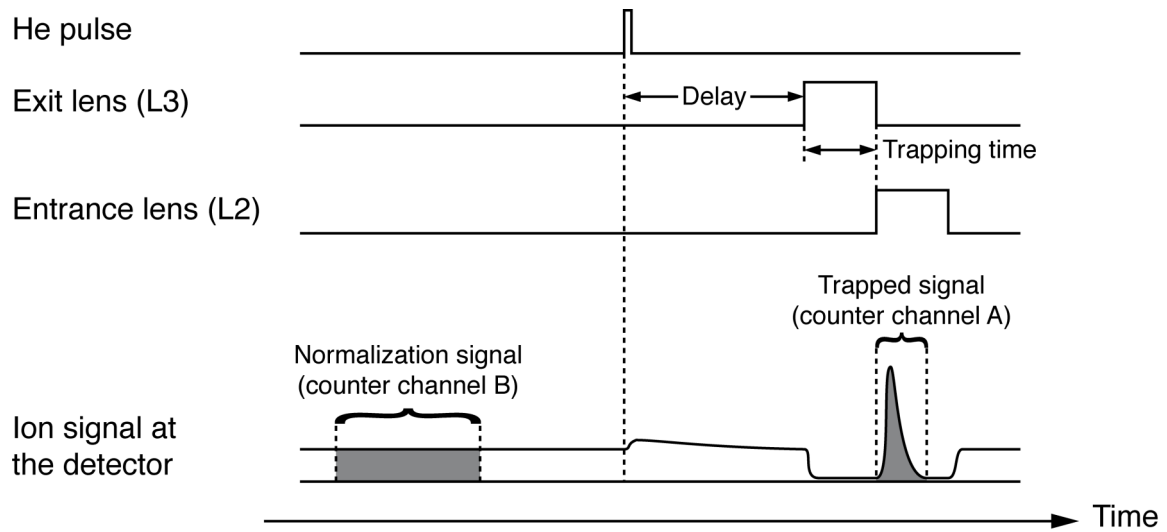 He pulse
Exit lens (L3)
Delay
Trapping time
Entrance lens (L2)
Trapped signal
(counter channel A)
Normalization signal
(counter channel B)
Ion signal at
the detector
Time